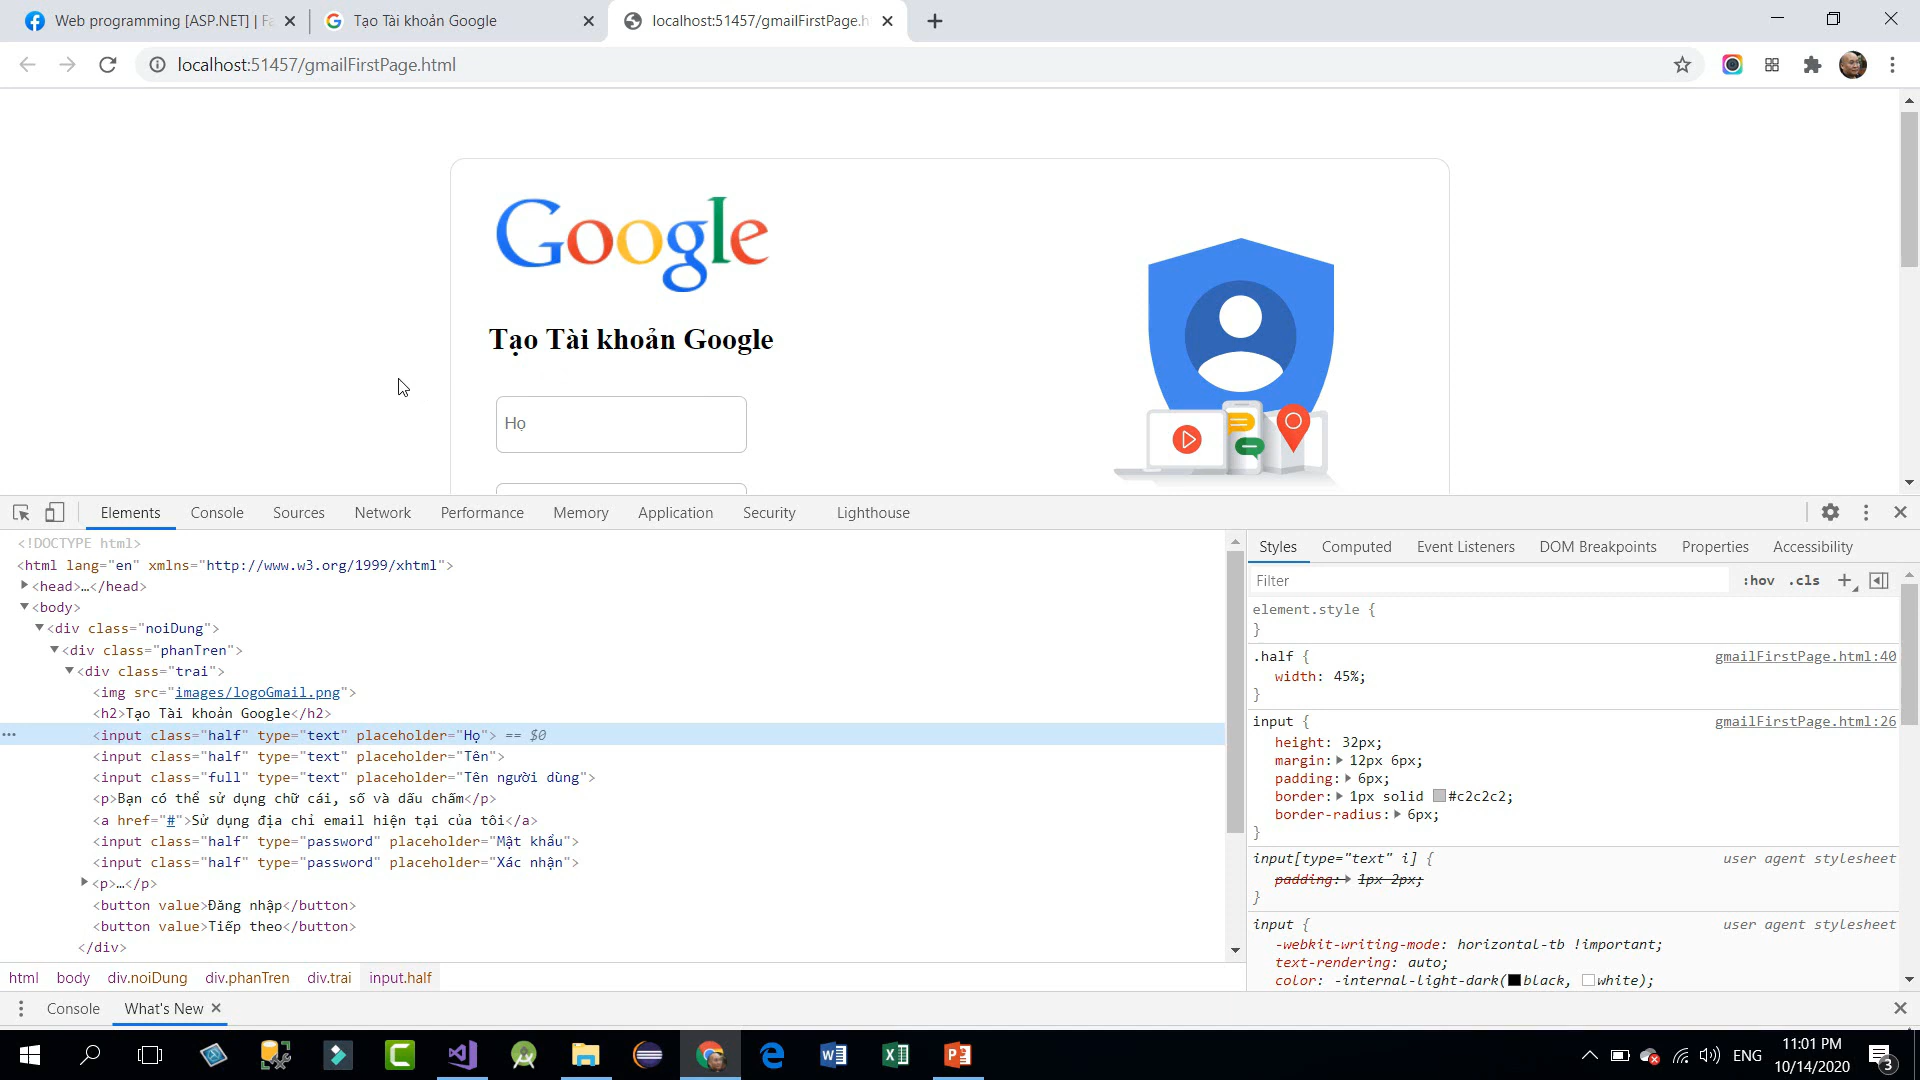 Web programming [ASP.NET] | Fa
Tạo Tài khoản Google
localhost:51457/gmailFirstPage.h
localhost:51457/gmailFirstPage.html
Google
Tạo Tài khoản Google
Họ
Elements Console Sources Network Performance Memory Application Security Lighthouse
<!DOCTYPE html>
<html lang="en" xmlns="http://www.w3.org/1999/xhtml">
<head>…</head>
<body>
<div class="noiDung">
<div class="phanTren">
<div class="trai">
<img src="images/logoGmail.png">
<h2>Tạo Tài khoản Google</h2>
<input class="half" type="text" placeholder="Họ"> == $0
<input class="half" type="text" placeholder="Tên">
<input class="full" type="text" placeholder="Tên người dùng">
<p>Bạn có thể sử dụng chữ cái, số và dấu chấm</p>
<a href="#">Sử dụng địa chỉ email hiện tại của tôi</a>
<input class="half" type="password" placeholder="Mật khẩu">
<input class="half" type="password" placeholder="Xác nhận">
<p>…</p>
<button value>Đăng nhập</button>
<button value>Tiếp theo</button>
</div>
html body div.noiDung div.phanTren div.trai input.half
Styles Computed Event Listeners DOM Breakpoints Properties Accessibility
Filter :hov .cls
element.style {
}
.half { gmailFirstPage.html:40
width: 45%;
}
input { gmailFirstPage.html:26
height: 32px;
margin: 12px 6px;
padding: 6px;
border: 1px solid #c2c2c2;
border-radius: 6px;
}
input[type="text" i] { user agent stylesheet
padding: 1px 2px;
}
input { user agent stylesheet
-webkit-writing-mode: horizontal-tb !important;
text-rendering: auto;
color: -internal-light-dark(black, white);
Console What's New
ENG
11:01 PM
10/14/2020
3